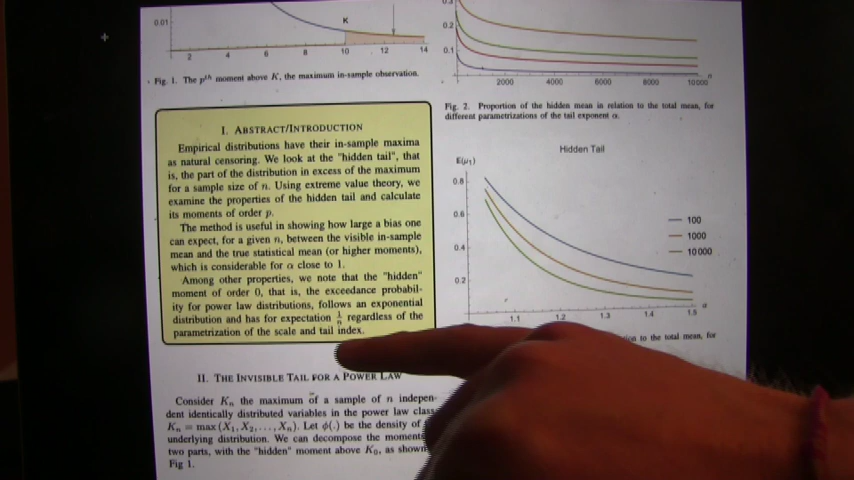 0.01
K
2 4 6 8 10 12 14
Fig. 1. The pth moment above K, the maximum in-sample observation.
I. ABSTRACT/INTRODUCTION
Empirical distributions have their in-sample maxima
as natural censoring. We look at the "hidden tail", that
is, the part of the distribution in excess of the maximum
for a sample size of n. Using extreme value theory, we
examine the properties of the hidden tail and calculate
its moments of order p.
The method is useful in showing how large a bias one
can expect, for a given n, between the visible in-sample
mean and the true statistical mean (or higher moments),
which is considerable for α close to 1.
Among other properties, we note that the "hidden"
moment of order 0, that is, the exceedance probabil-
ity for power law distributions, follows an exponential
distribution and has for expectation 1/n regardless of the
parametrization of the scale and tail index.
II. THE INVISIBLE TAIL FOR A POWER LAW
Consider Kn the maximum of a sample of n indepen-
dent identically distributed variables in the power law class
Kn = max (X1, X2, . . . , Xn). Let ϕ(.) be the density of
underlying distribution. We can decompose the moments
two parts, with the "hidden" moment above K0, as shown
Fig 1.
0.3
0.2
0.1
2000 4000 6000 8000 10000 n
Fig. 2. Proportion of the hidden mean in relation to the total mean, for
different parametrizations of the tail exponent α.
Hidden Tail
E(μ1)
0.8
0.6
0.4
0.2
100
1000
10000
1.1 1.2 1.3 1.4 1.5 α
relation to the total mean, for